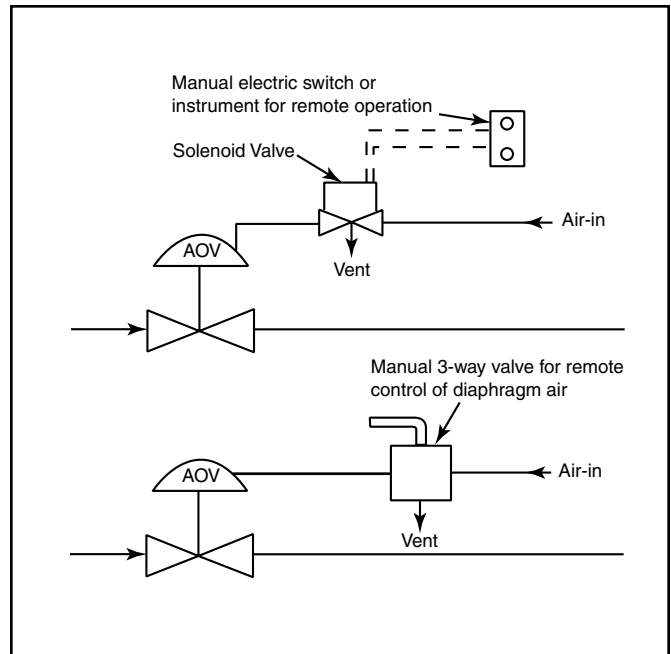 Manual electric switch or
instrument for remote operation
Solenoid Valve
Air-in
AOV
Vent
Manual 3-way valve for remote
control of diaphragm air
AOV
Air-in
Vent